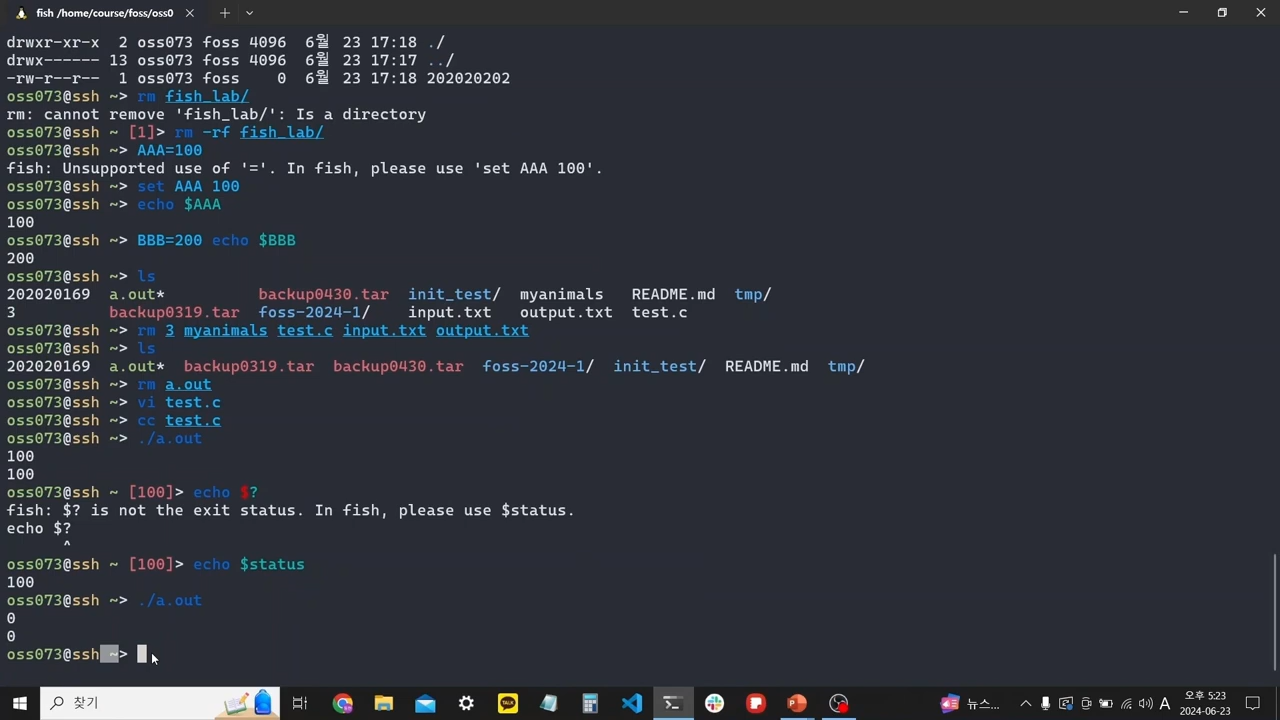 fish /home/course/foss/oss0
drwxr-xr-x  2 oss073 foss 4096  6월 23 17:18 ./
drwx------ 13 oss073 foss 4096  6월 23 17:17 ../
-rw-r--r--  1 oss073 foss    0  6월 23 17:18 202020202
oss073@ssh ~> rm fish_lab/
rm: cannot remove 'fish_lab/': Is a directory
oss073@ssh ~ [1]> rm -rf fish_lab/
oss073@ssh ~> AAA=100
fish: Unsupported use of '='. In fish, please use 'set AAA 100'.
oss073@ssh ~> set AAA 100
oss073@ssh ~> echo $AAA
100
oss073@ssh ~> BBB=200 echo $BBB
200
oss073@ssh ~> ls
202020169  a.out*          backup0430.tar  init_test/  myanimals   README.md  tmp/
3          backup0319.tar  foss-2024-1/    input.txt   output.txt  test.c
oss073@ssh ~> rm 3 myanimals test.c input.txt output.txt
oss073@ssh ~> ls
202020169  a.out*  backup0319.tar  backup0430.tar  foss-2024-1/  init_test/  README.md  tmp/
oss073@ssh ~> rm a.out
oss073@ssh ~> vi test.c
oss073@ssh ~> cc test.c
oss073@ssh ~> ./a.out
100
100
oss073@ssh ~ [100]> echo $?
fish: $? is not the exit status. In fish, please use $status.
echo $?
^
oss073@ssh ~ [100]> echo $status
100
oss073@ssh ~> ./a.out
0
0
oss073@ssh ~>
찾기
TALK
뉴스...
A
오후 5:23
2024-06-23